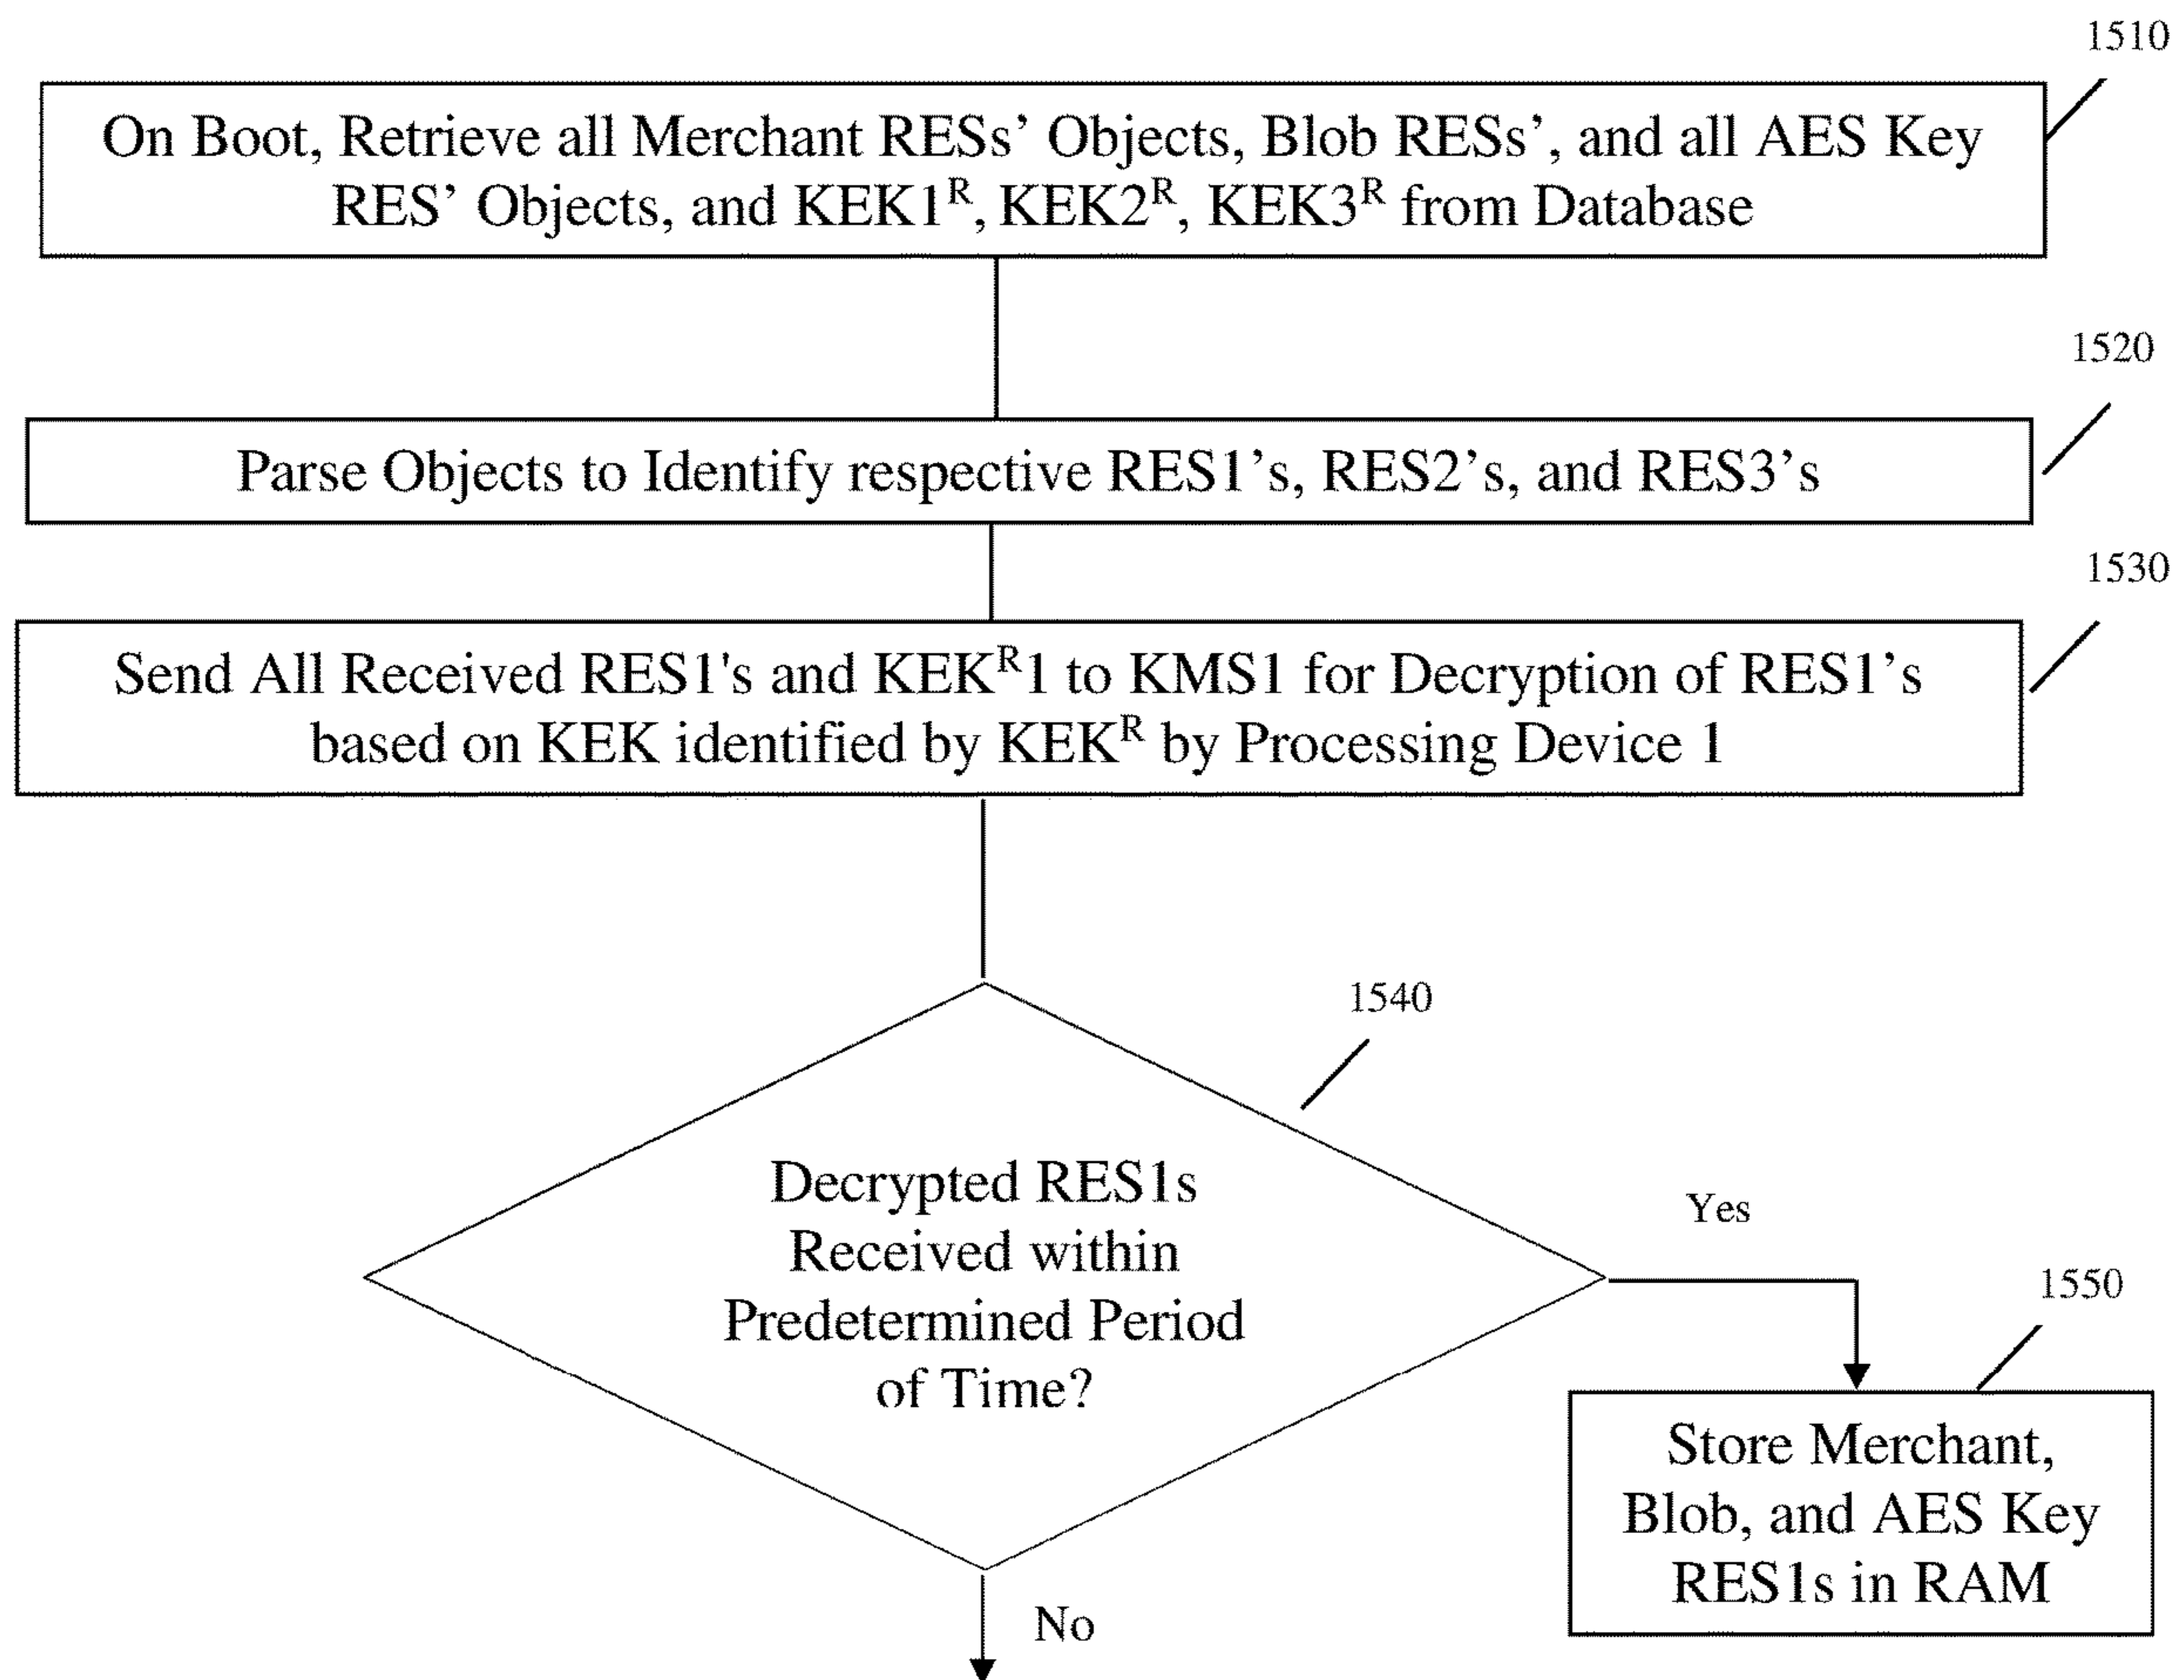 1510
On Boot, Retrieve all Merchant RESs’ Objects, Blob RESs’, and all AES Key
RES’ Objects, and KEK1ᴿ, KEK2ᴿ, KEK3ᴿ from Database
1520
Parse Objects to Identify respective RES1’s, RES2’s, and RES3’s
1530
Send All Received RES1's and KEKᴿ1 to KMS1 for Decryption of RES1’s
based on KEK identified by KEKᴿ by Processing Device 1
1540
Decrypted RES1s
Received within
Predetermined Period
of Time?
Yes
1550
Store Merchant,
Blob, and AES Key
RES1s in RAM
No